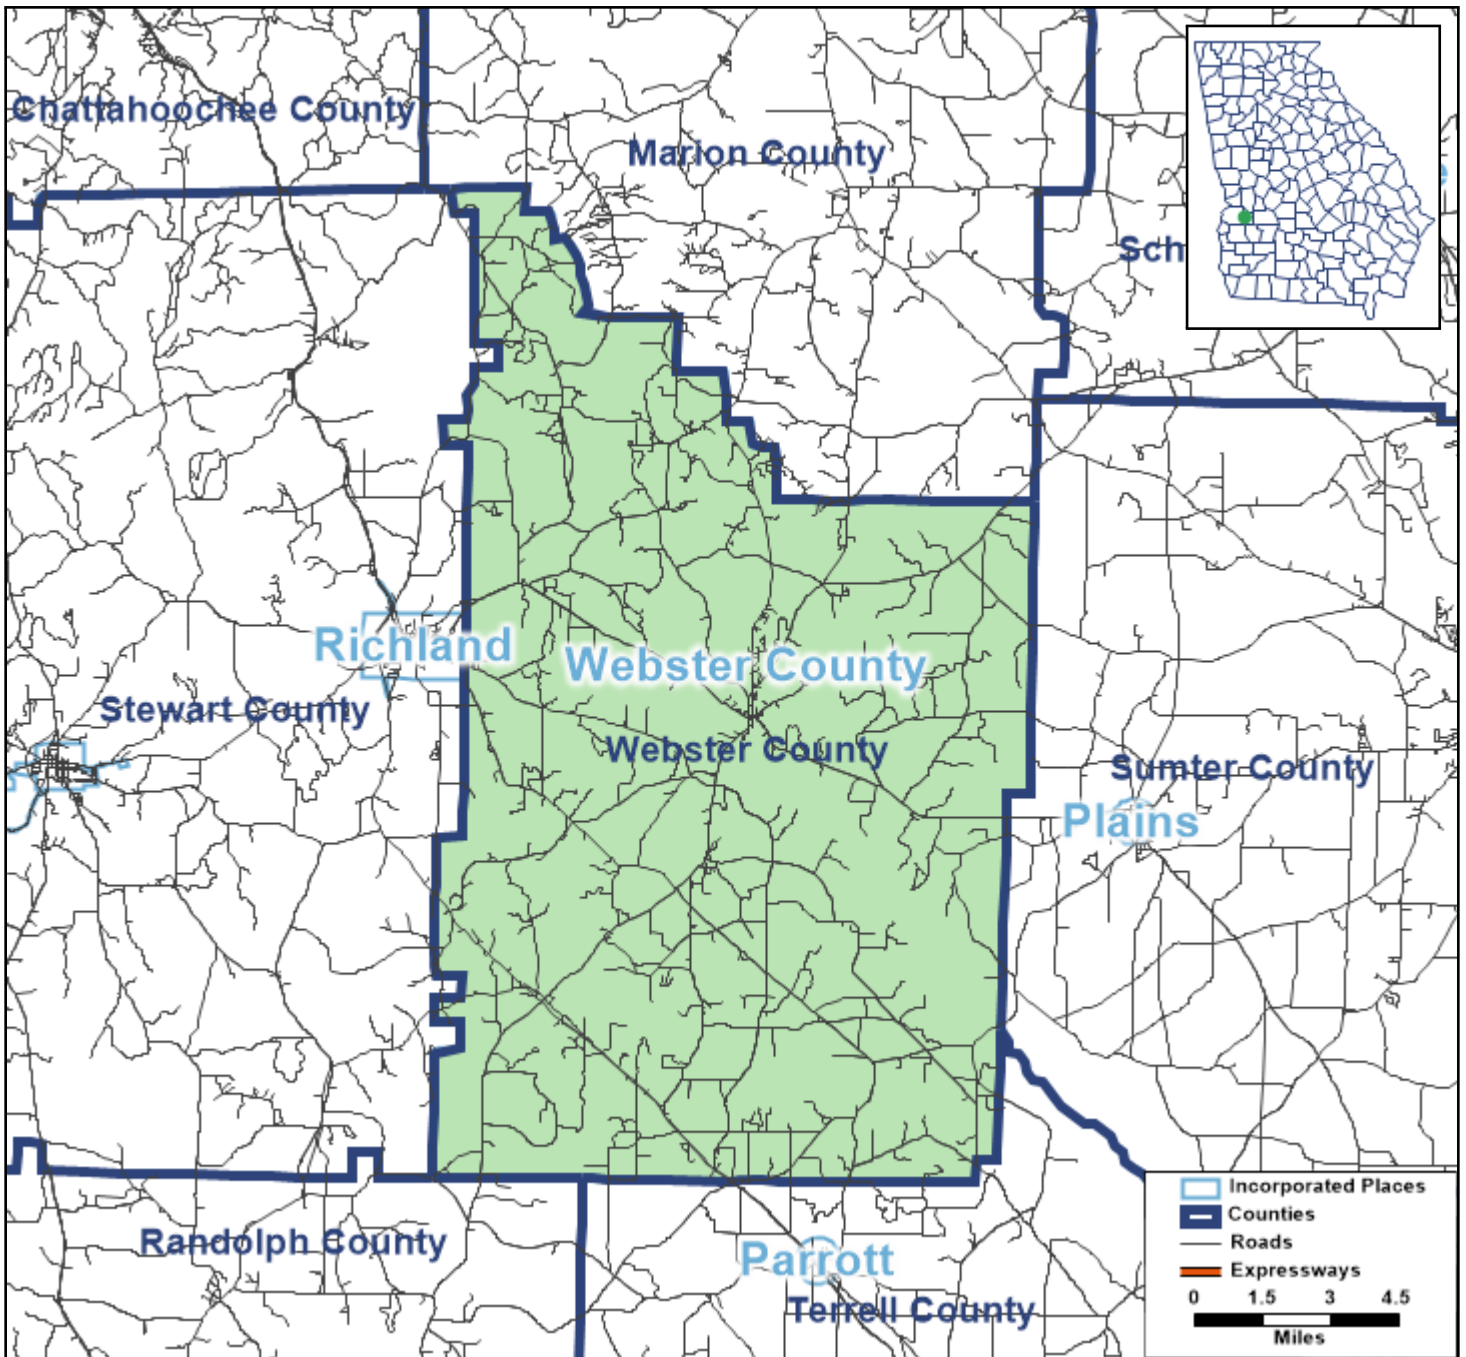 Chattahoochee County
Marion County
Sch
e
Richland
Webster County
Stewart County
Webster County
Sumter County
Plains
Randolph County
Parrott
Terrell County
Incorporated Places
Counties
Roads
Expressways
0 1.5 3 4.5
Miles